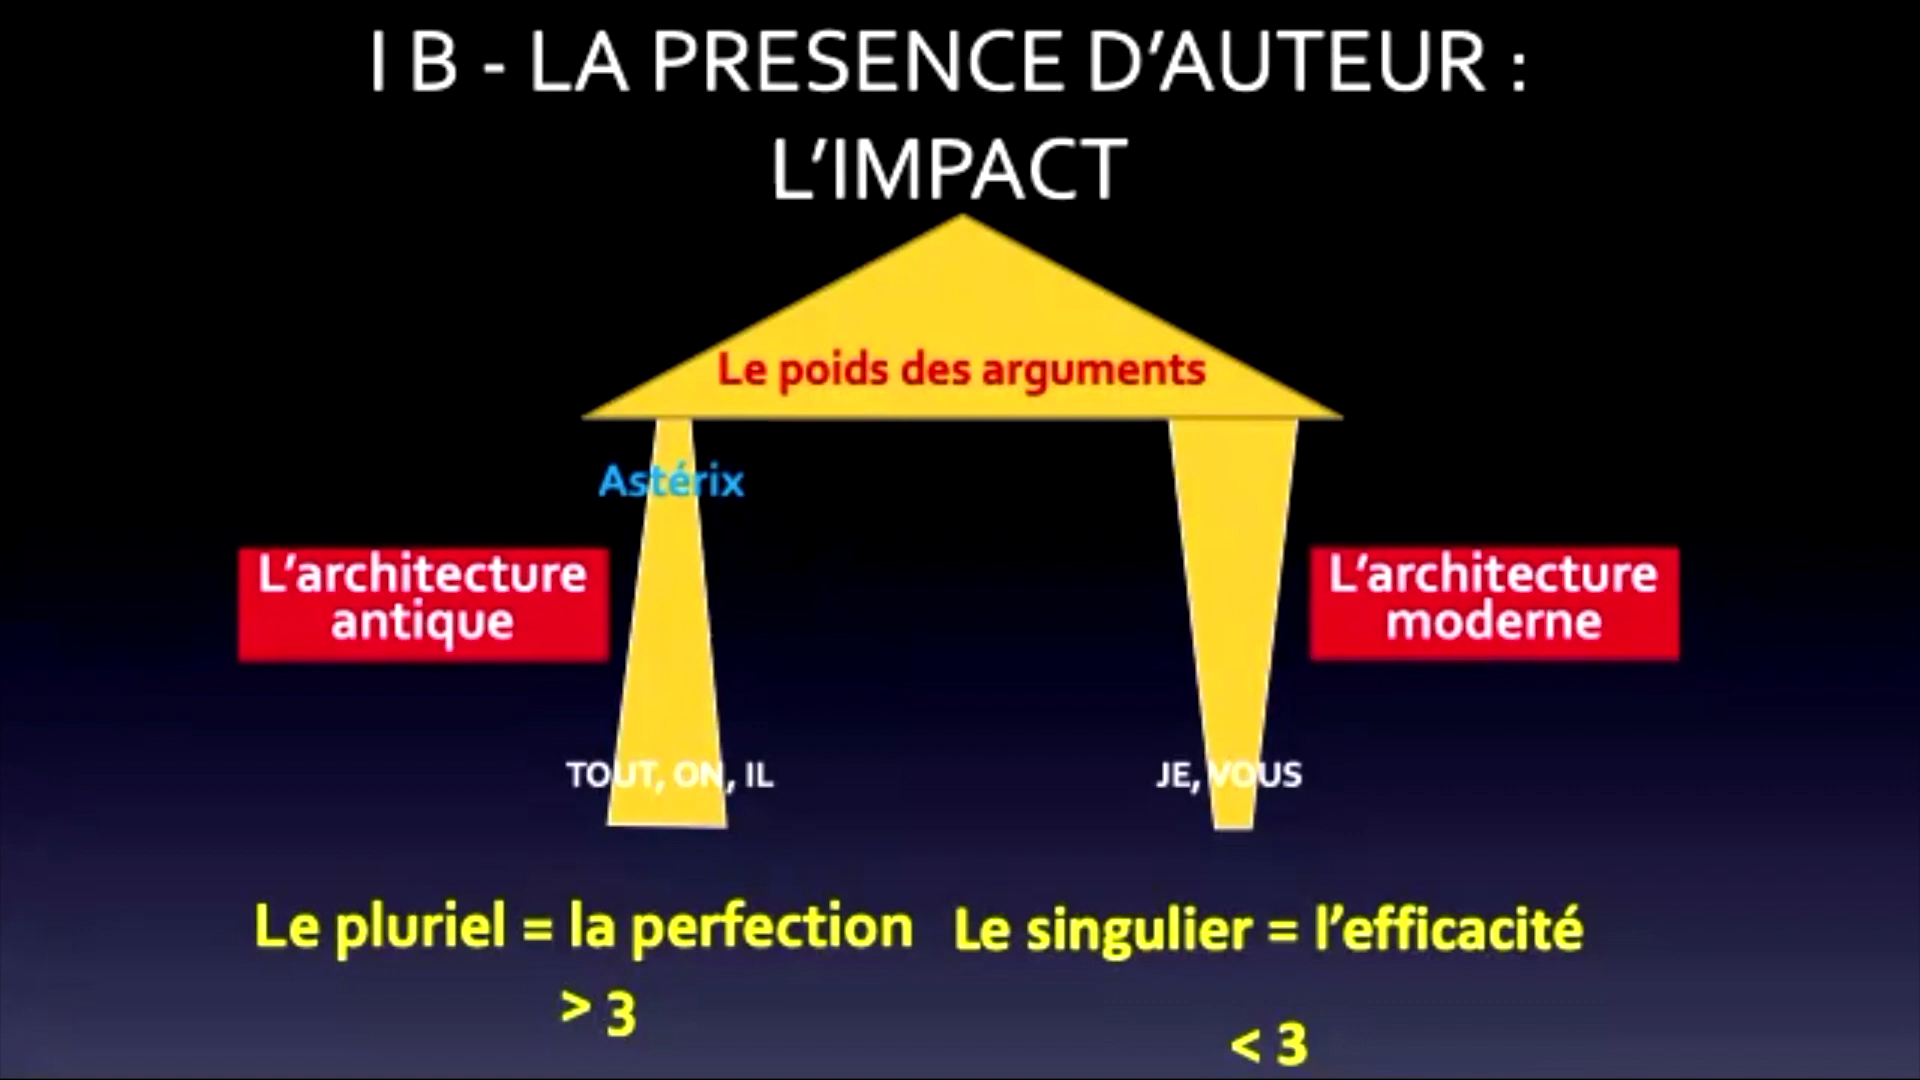 I B - LA PRESENCE D'AUTEUR :
L'IMPACT
Le poids des arguments
Astérix
L'architecture
antique
L'architecture
moderne
TOUT, ON, IL
JE, VOUS
Le pluriel = la perfection
> 3
Le singulier = l'efficacité
< 3